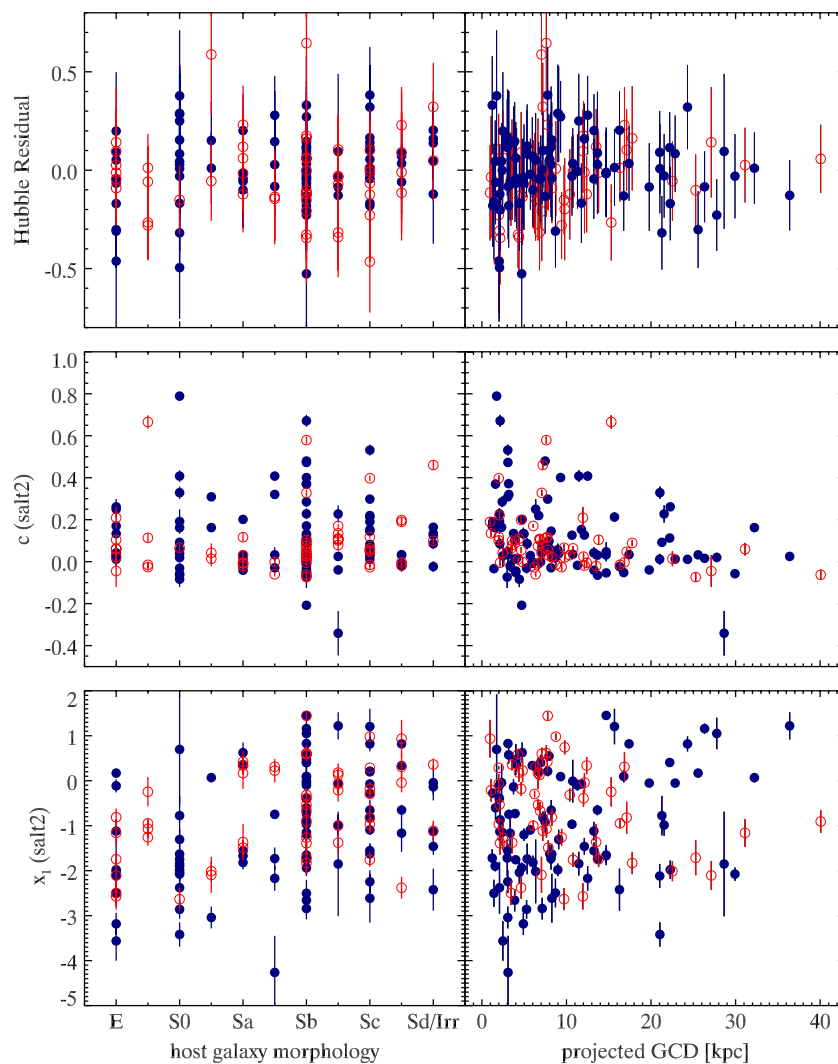 Hubble Residual
0.5
0.0
-0.5
c (salt2)
1.0
0.8
0.6
0.4
0.2
0.0
-0.2
-0.4
x1 (salt2)
2
1
0
-1
-2
-3
-4
-5
E S0 Sa Sb Sc Sd/Irr
host galaxy morphology
0 10 20 30 40
projected GCD [kpc]